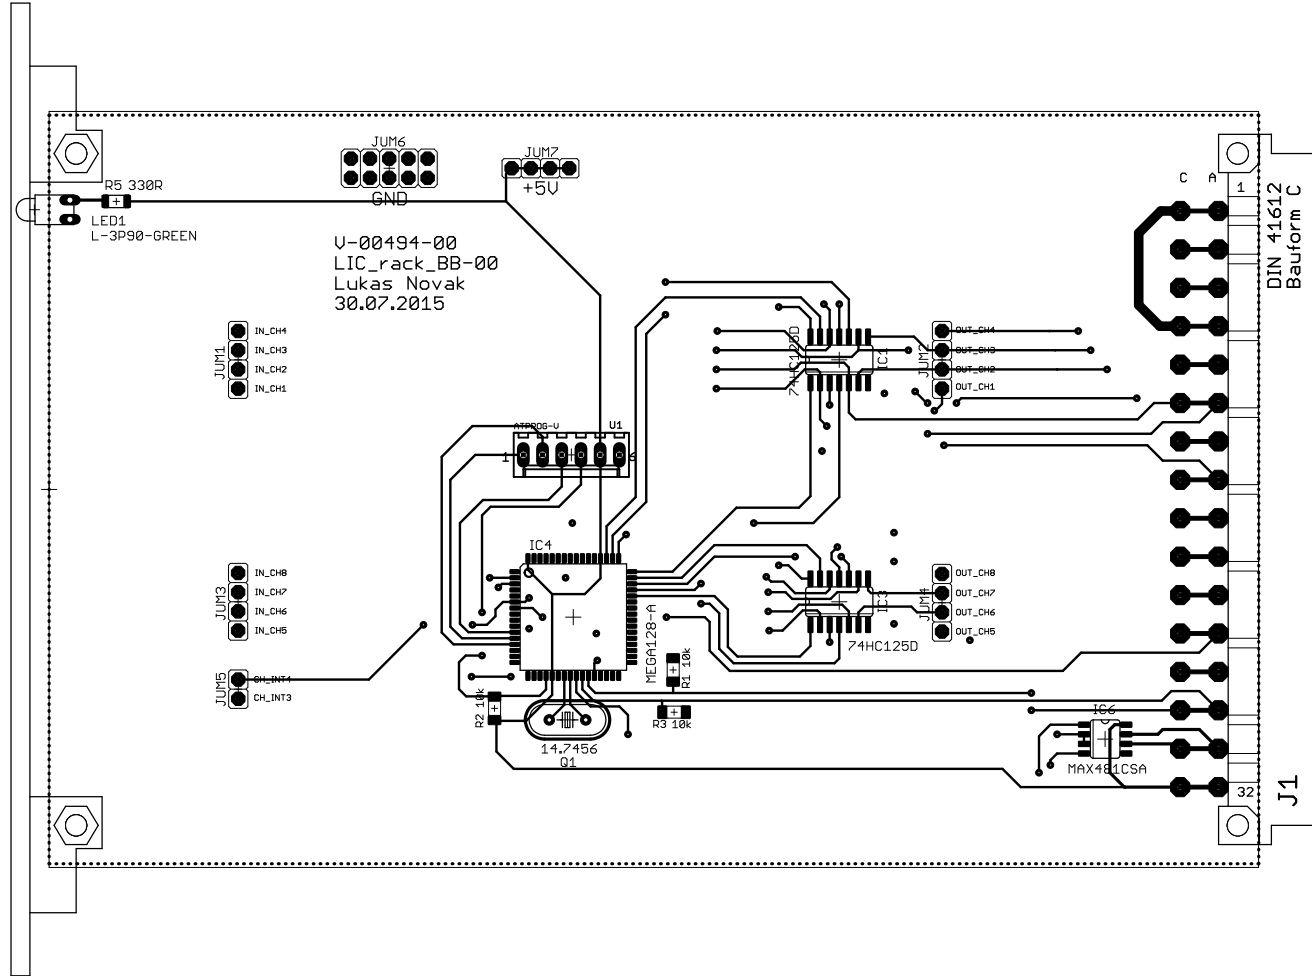 JUM6
GND
JUM7
+5V
R5 330R
LED1
L-3P90-GREEN
V-00494-00
LIC_rack_BB-00
Lukas Novak
30.07.2015
C A
1
DIN 41612
Bauform C
JUM1
IN_CH4
IN_CH3
IN_CH2
IN_CH1
74HC125D
IC1
JUM2
OUT_CH4
OUT_CH3
OUT_CH2
OUT_CH1
ATPROG-V
U1
1
6
IC4
MEGA128-A
JUM3
IN_CH8
IN_CH7
IN_CH6
IN_CH5
IC3
74HC125D
JUM4
OUT_CH8
OUT_CH7
OUT_CH6
OUT_CH5
JUM5
CH_INT4
CH_INT3
R2 10k
R1 10k
R3 10k
14.7456
Q1
IC6
MAX481CSA
32
J1